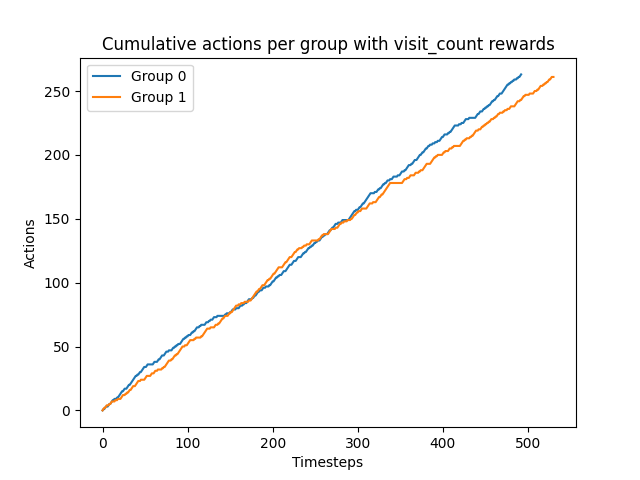 Cumulative actions per group with visit_count rewards
Group 0
Group 1
250
200
150
100
50
0
Actions
0 100 200 300 400 500
Timesteps